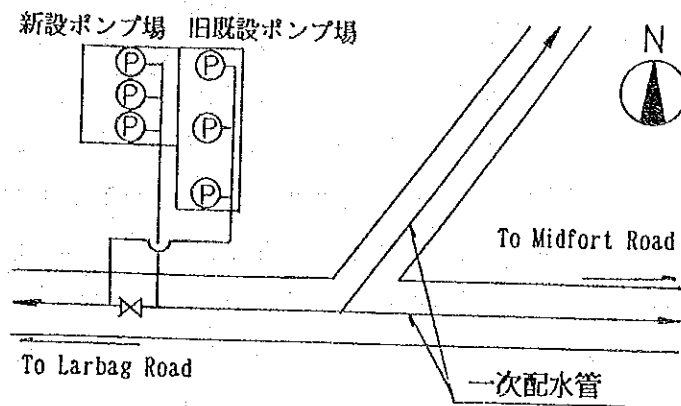 新設ポンプ場 旧既設ポンプ場
N
P P
P
P P
P
To Midfort Road
To Larbag Road
一次配水管